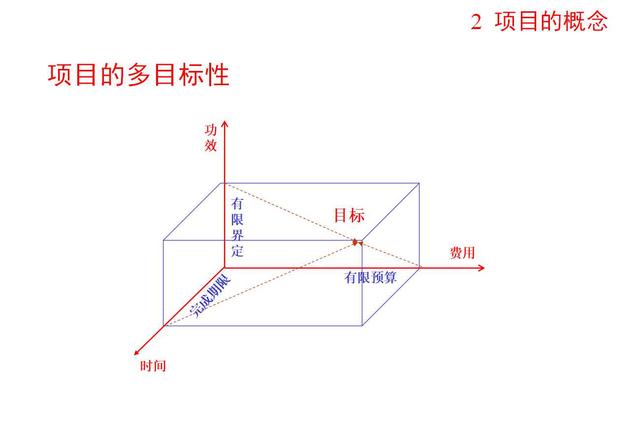 2 项目的概念
项目的多目标性
功效
有限界定
目标
费用
有限预算
完成期限
时间